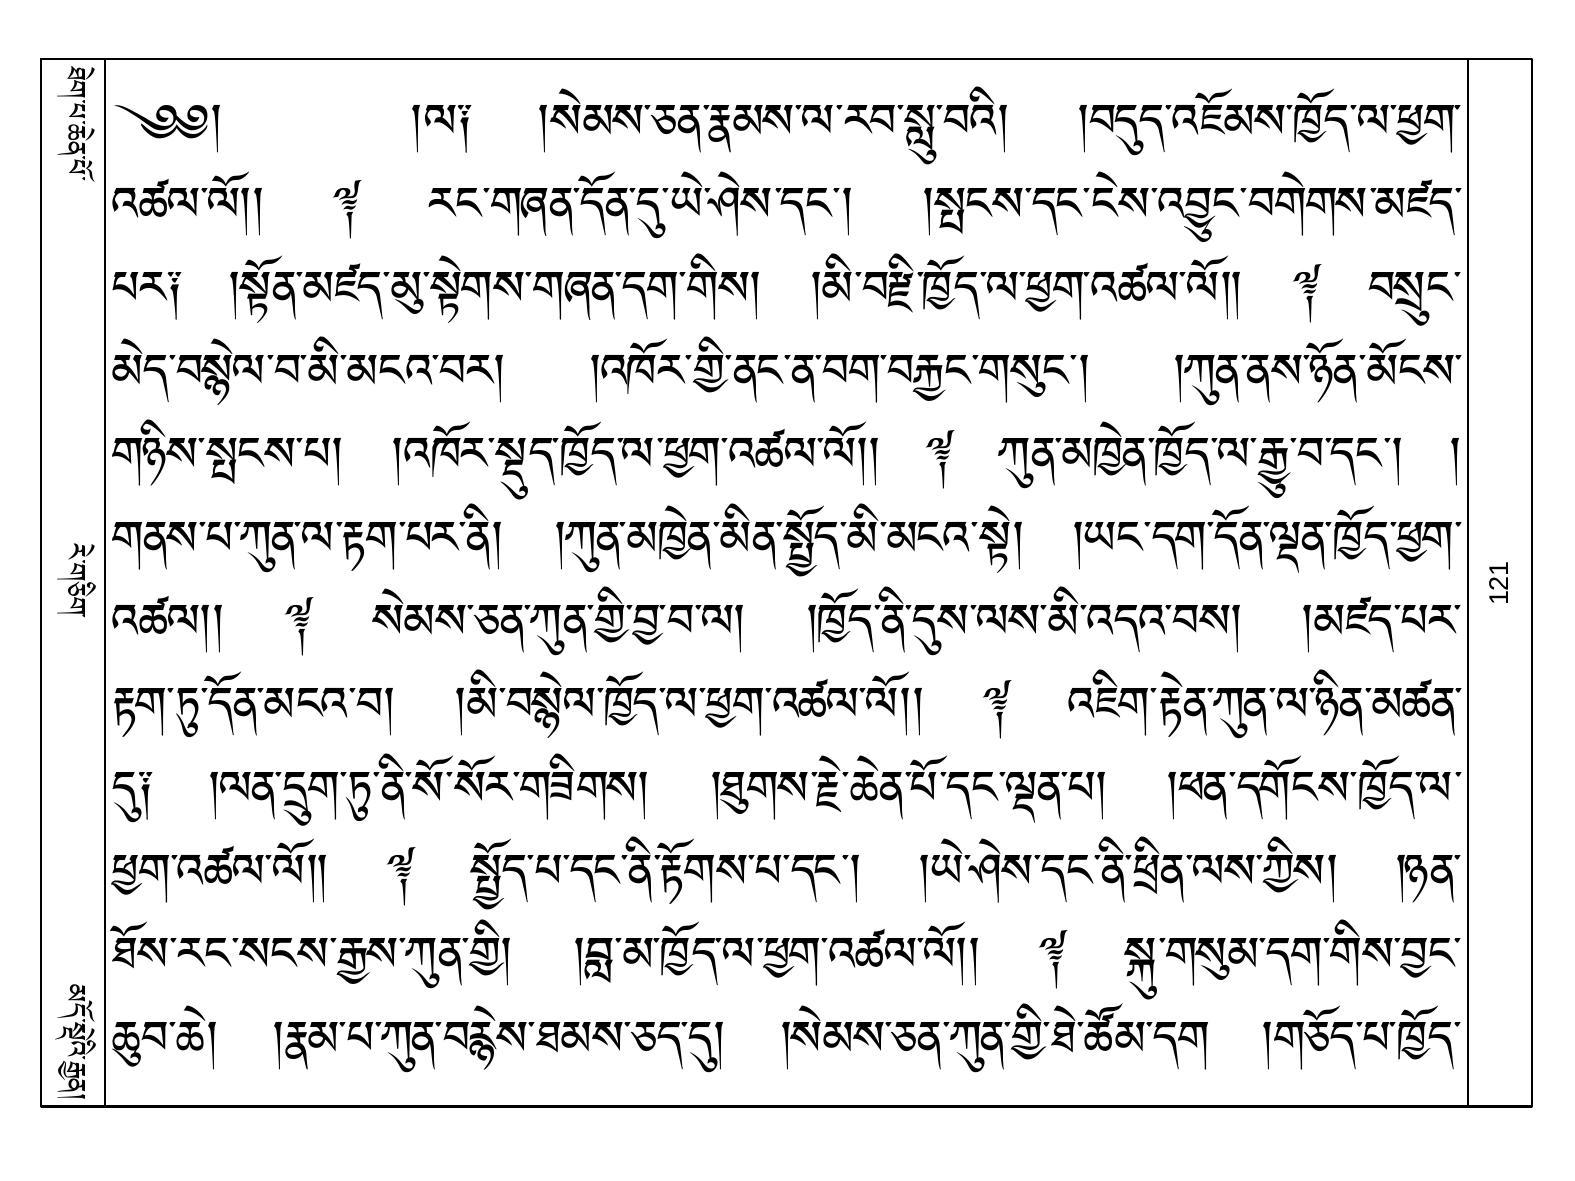 ༄༅། །ལ༑ །སེམས་ཅན་རྣམས་ལ་རབ་སླུ་བའི། །བདུད་འཇོམས་ཁྱོད་ལ་ཕྱག་
འཚལ་ལོ།། ༈ རང་གཞན་དོན་དུ་ཡེ་ཤེས་དང་། །སྤངས་དང་ངེས་འབྱུང་བགེགས་མཛད་
པར༑ །སྟོན་མཛད་མུ་སྟེགས་གཞན་དག་གིས། །མི་བརྫི་ཁྱོད་ལ་ཕྱག་འཚལ་ལོ༎ ༈ བསྲུང་
མེད་བསྙེལ་བ་མི་མངའ་བར། །འཁོར་གྱི་ནང་ན་བག་བརྐྱང་གསུང་། །ཀུན་ནས་ཉོན་མོངས་
གཉིས་སྤངས་པ། །འཁོར་སྡུད་ཁྱོད་ལ་ཕྱག་འཚལ་ལོ།། ༈ ཀུན་མཁྱེན་ཁྱོད་ལ་རྒྱུ་བ་དང་། །
གནས་པ་ཀུན་ལ་རྟག་པར་ནི། །ཀུན་མཁྱེན་མིན་སྤྱོད་མི་མངའ་སྟེ། །ཡང་དག་དོན་ལྡན་ཁྱོད་ཕྱག་
འཚལ།། ༈ སེམས་ཅན་ཀུན་གྱི་བྱ་བ་ལ། །ཁྱོད་ནི་དུས་ལས་མི་འདའ་བས། །མཛད་པར་
རྟག་ཏུ་དོན་མངའ་བ། །མི་བསྙེལ་ཁྱོད་ལ་ཕྱག་འཚལ་ལོ།། ༈ འཇིག་རྟེན་ཀུན་ལ་ཉིན་མཚན་
དུ༑ །ལན་དྲུག་ཏུ་ནི་སོ་སོར་གཟིགས། །ཐུགས་རྗེ་ཆེན་པོ་དང་ལྡན་པ། །ཕན་དགོངས་ཁྱོད་ལ་
ཕྱག་འཚལ་ལོ༎ ༈ སྤྱོད་པ་དང་ནི་རྟོགས་པ་དང་། །ཡེ་ཤེས་དང་ནི་ཕྲིན་ལས་ཀྱིས། །ཉན་
ཐོས་རང་སངས་རྒྱས་ཀུན་གྱི། །བླ་མ་ཁྱོད་ལ་ཕྱག་འཚལ་ལོ།། ༈ སྐུ་གསུམ་དག་གིས་བྱང་
ཆུབ་ཆེ། །རྣམ་པ་ཀུན་བརྙེས་ཐམས་ཅད་དུ། །སེམས་ཅན་ཀུན་གྱི་ཐེ་ཚོམ་དག །གཅོད་པ་ཁྱོད་
ཐེག་པ་ཆེན་པོ་
རེ་གཅིག
མདོ་སྡེའི་རྒྱན།
121